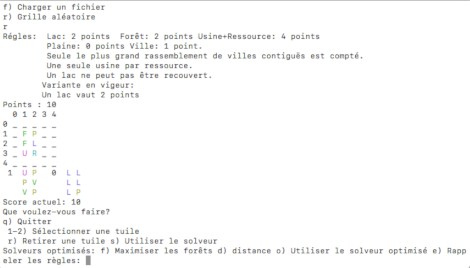 f) Charger un fichier
r) Grille aléatoire
r
Régles:  Lac: 2 points  Forêt: 2 points Usine+Ressource: 4 points
Plaine: 0 points Ville: 1 point.
Seule le plus grand rassemblement de villes contiguës est compté.
Une seule usine par ressource.
Un lac ne peut pas être recouvert.
Variante en vigeur:
Un lac vaut 2 points
Points : 10
0 1 2 3 4
0 _ _ _ _ _
1 _ F P _ _
2 _ F L _ _
3 _ U R _ _
4 _ _ _ _ _
1  U P  0  L L
P V     L L
V P     L P
Score actuel: 10
Que voulez-vous faire?
q) Quitter
1-2) Sélectionner une tuile
r) Retirer une tuile s) Utiliser le solveur
Solveurs optimisés: f) Maximiser les forêts d) distance o) Utiliser le solveur optimisé e) Rapp
eler les règles: